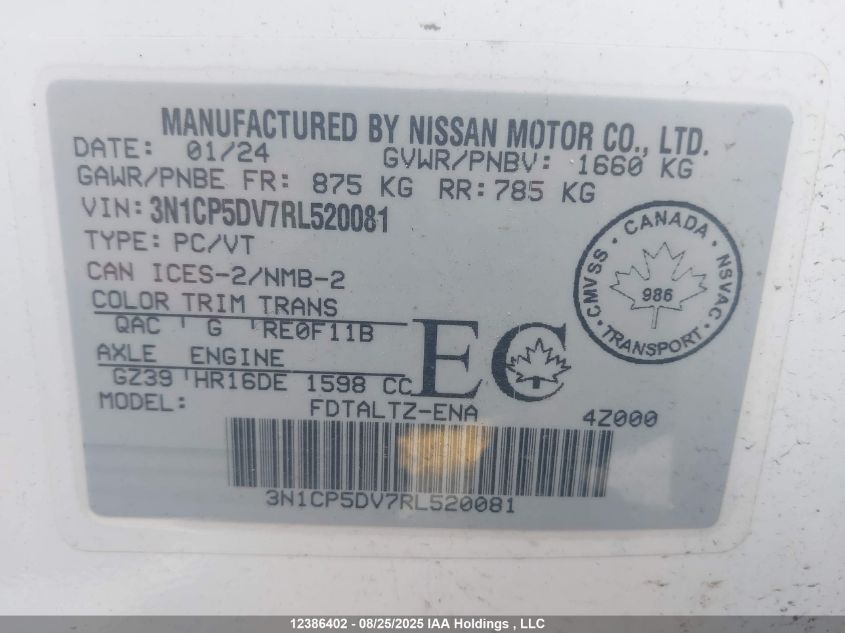 MANUFACTURED BY NISSAN MOTOR CO., LTD.
DATE: 01/24 GVWR/PNBV: 1660 KG
GAWR/PNBE FR: 875 KG RR: 785 KG
VIN: 3N1CP5DV7RL520081
TYPE: PC/VT
CAN ICES-2/NMB-2
COLOR TRIM TRANS
QAC G RE0F11B
AXLE ENGINE
GZ39 HR16DE 1598 CC
MODEL: FDTALTZ-ENA 4Z000
EC
CANADA
CMVSS · NSVAC
986
TRANSPORT
3N1CP5DV7RL520081
12386402 - 08/25/2025 IAA Holdings , LLC